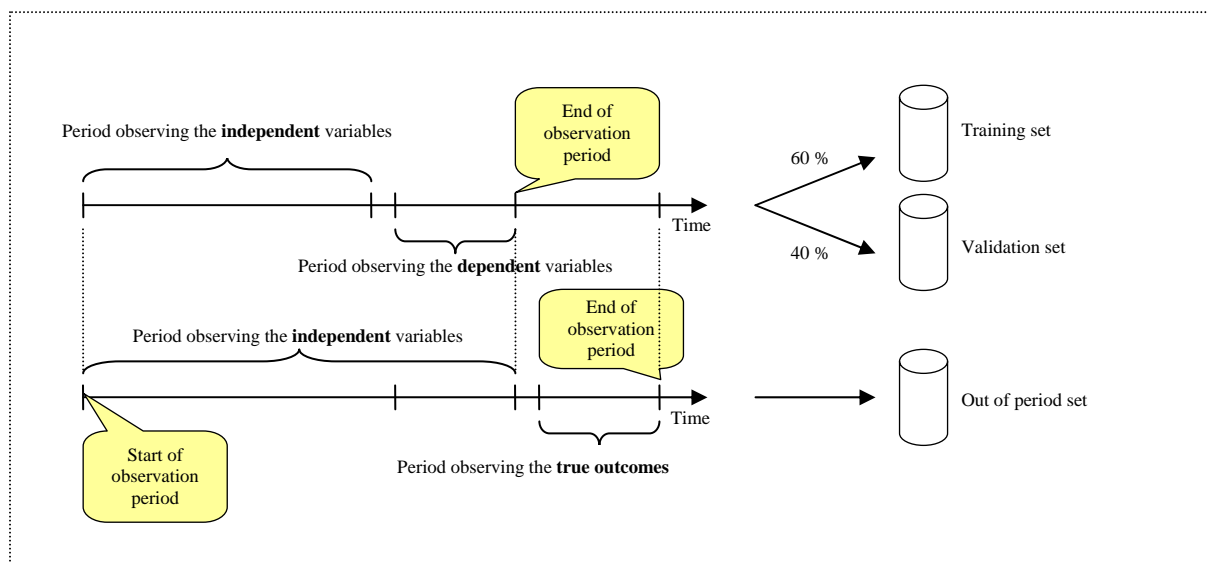 Period observing the independent variables
End of
observation
period
Time
Period observing the dependent variables
60 %
40 %
Training set
Validation set
Period observing the independent variables
End of
observation
period
Time
Start of
observation
period
Period observing the true outcomes
Out of period set